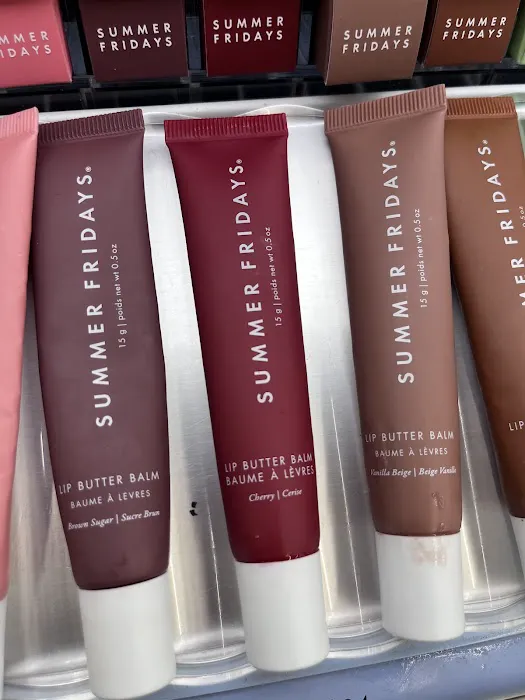 SUMMER
FRIDAYS
SUMMER
FRIDAYS
SUMMER
FRIDAYS
SUMMER
FRIDAYS
FRIDAYS
SUMMER FRIDAYS®
15 g | poids net wt 0.5 oz
LIP BUTTER BALM
BAUME À LÈVRES
Brown Sugar | Sucre Brun
SUMMER FRIDAYS®
15 g | poids net wt 0.5 oz
LIP BUTTER BALM
BAUME À LÈVRES
Cherry | Cerise
SUMMER FRIDAYS®
15 g | poids net wt 0.5 oz
LIP BUTTER BALM
BAUME À LÈVRES
Vanilla Beige | Beige Vanille
SUMMER FRIDAYS®
LIP